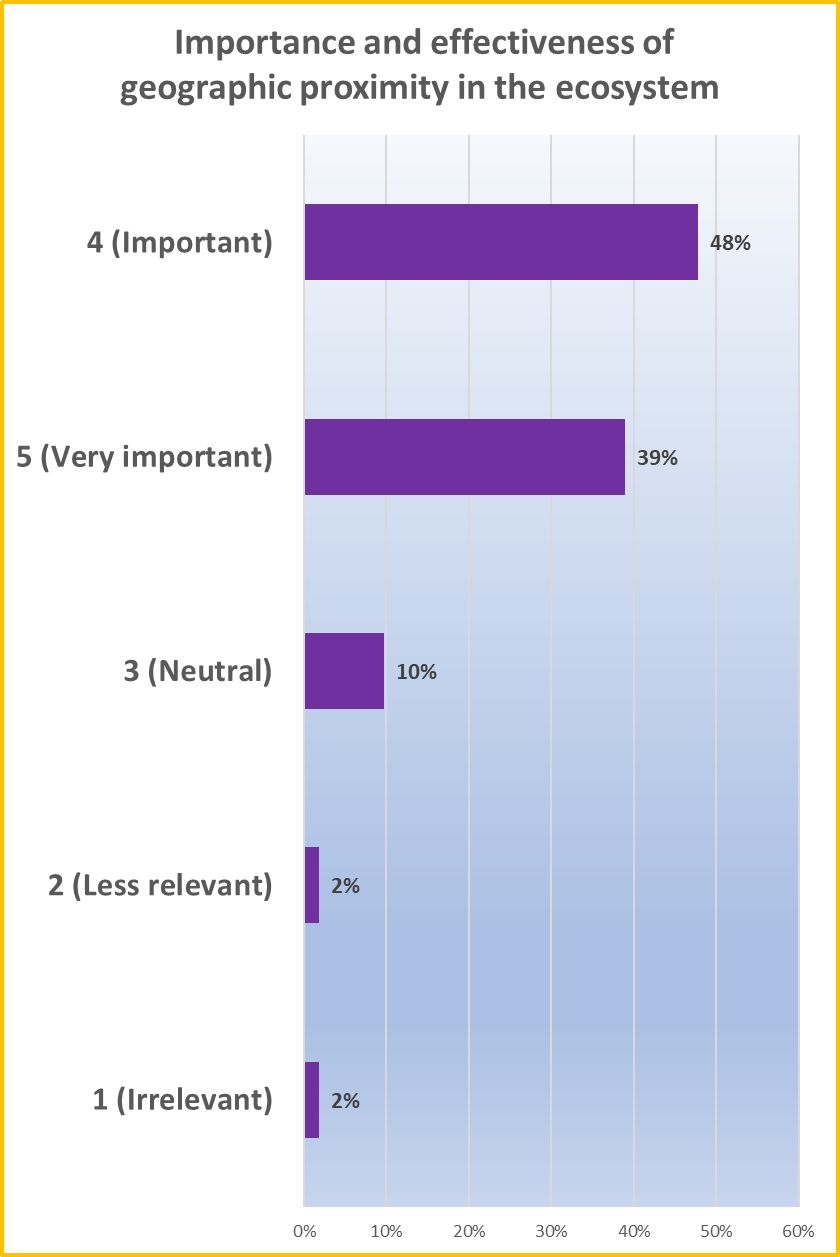 Importance and effectiveness of
geographic proximity in the ecosystem
4 (Important)
48%
5 (Very important)
39%
3 (Neutral)
10%
2 (Less relevant)
2%
1 (Irrelevant)
2%
0% 10% 20% 30% 40% 50% 60%